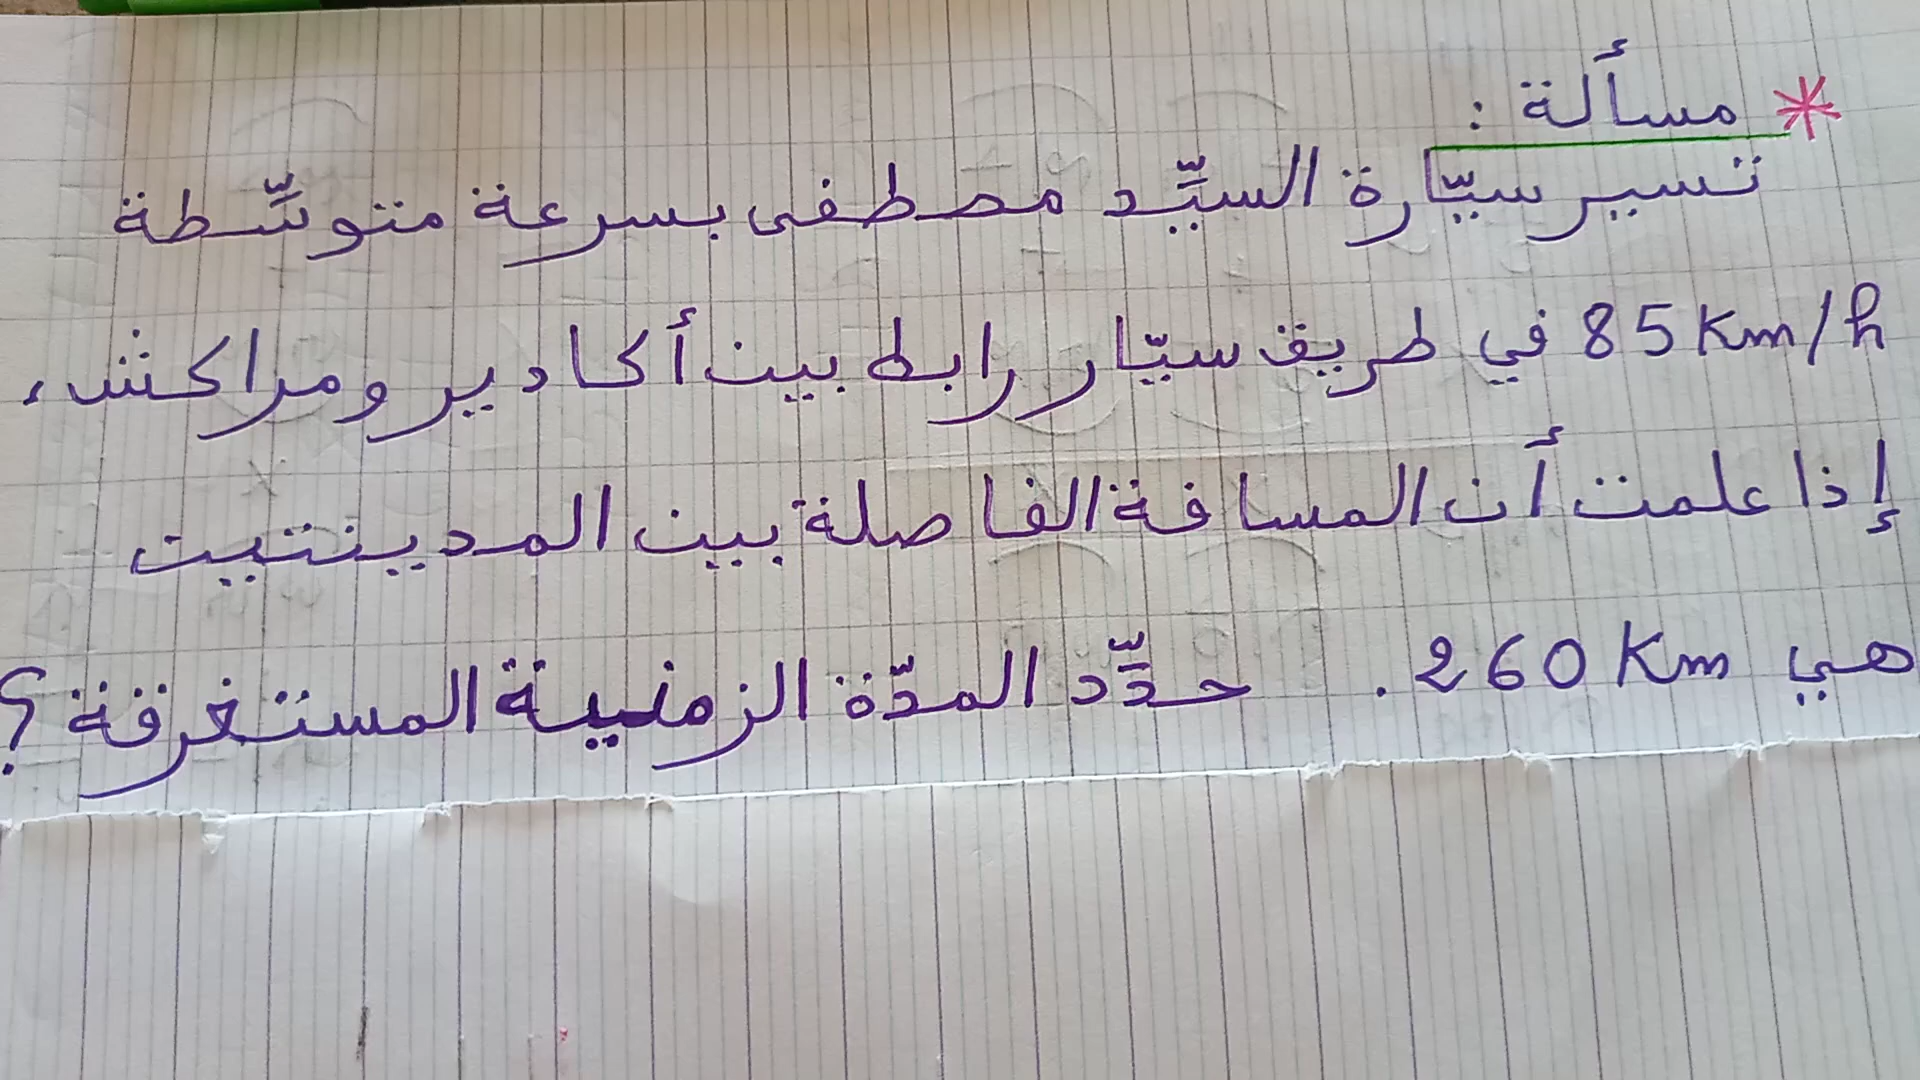 * مسألة :
تسير سيّارة السيِّد مصطفى بسرعة متوسِّطة
85 Km/h في طريق سيّار رابط بين أكادير ومراكش،
إذا علمت أن المسافة الفاصلة بين المدينتين
هي 260 Km. حدِّد المدّة الزمنية المستغرقة؟